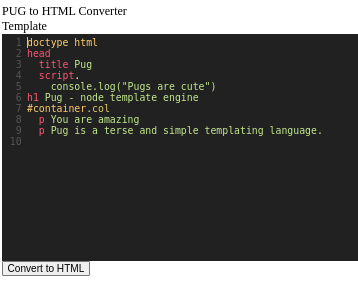 PUG to HTML Converter
Template
1 doctype html
2 head
3   title Pug
4   script.
5     console.log("Pugs are cute")
6 h1 Pug - node template engine
7 #container.col
8   p You are amazing
9   p Pug is a terse and simple templating language.
10
Convert to HTML